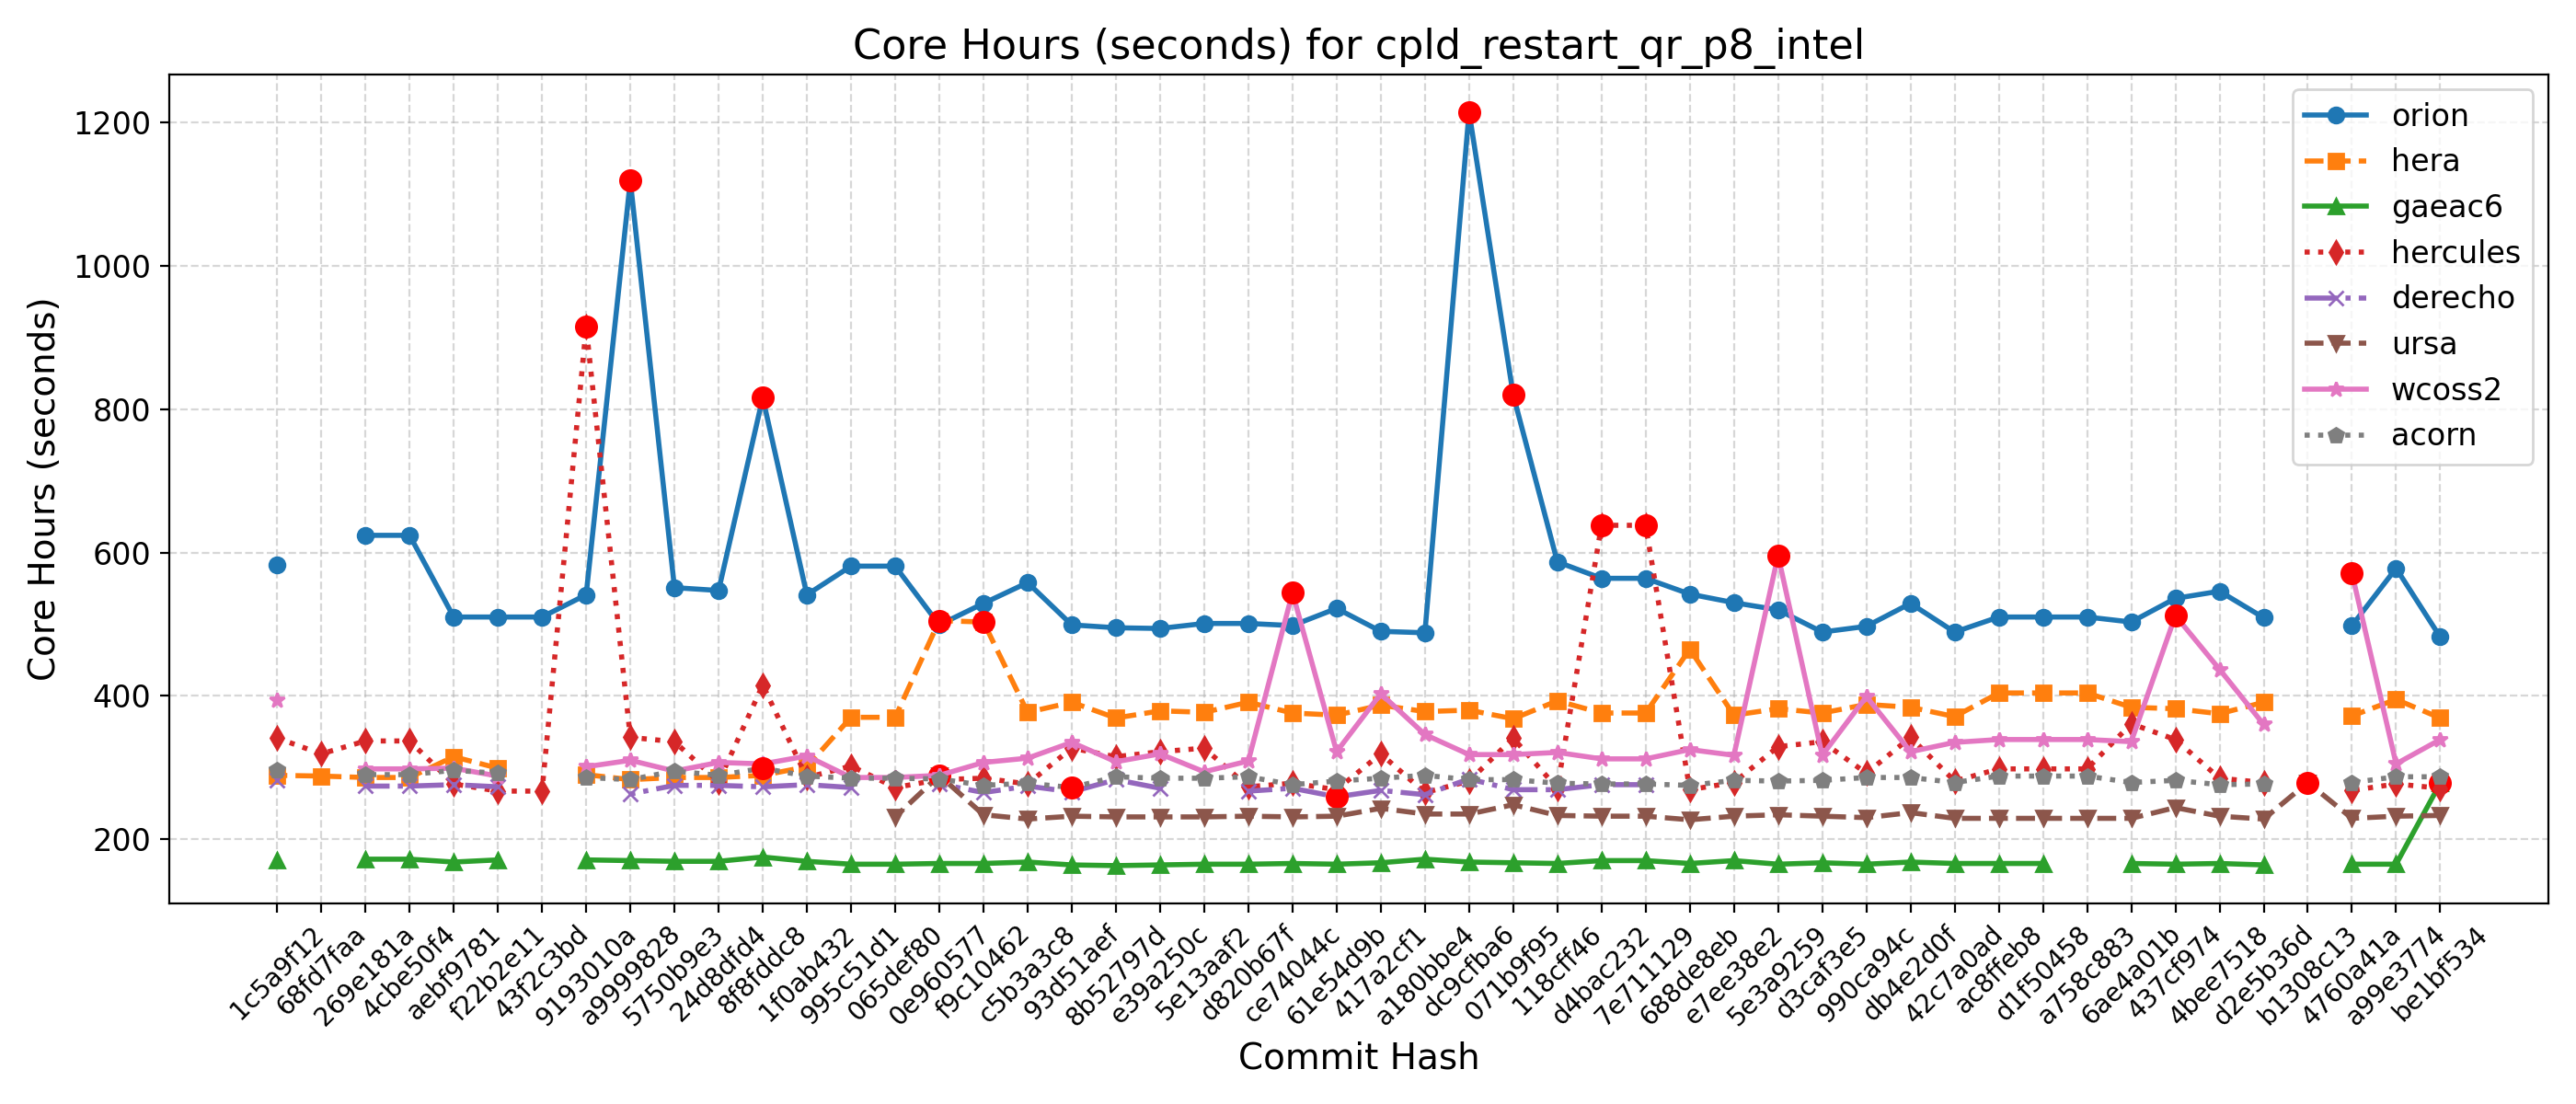 Core Hours (seconds) for cpld_restart_qr_p8_intel
Core Hours (seconds)
1200
1000
800
600
400
200
orion
hera
gaeac6
hercules
derecho
ursa
wcoss2
acorn
1c5a9f12
68fd7faa
269e181a
4cbe50f4
aebf9781
f22b2e11
43f2c3bd
9193010a
a9999828
5750b9e3
24d8dfd4
8f8fddc8
1f0ab432
995c51d1
065def80
0e960577
f9c10462
c5b3a3c8
93d51aef
8b52797d
e39a250c
5e13aaf2
d820b67f
ce74044c
61e54d9b
417a2cf1
a180bbe4
dc9cfba6
071b9f95
118cff46
d4bac232
7e711129
688de8eb
e7ee38e2
5e3a9259
d3caf3e5
990ca94c
db4e2d0f
42c7a0ad
ac8ffeb8
d1f50458
a758c883
6ae4a01b
437cf974
4bee7518
d2e5b36d
b1308c13
4760a41a
a99e3774
be1bf534
Commit Hash